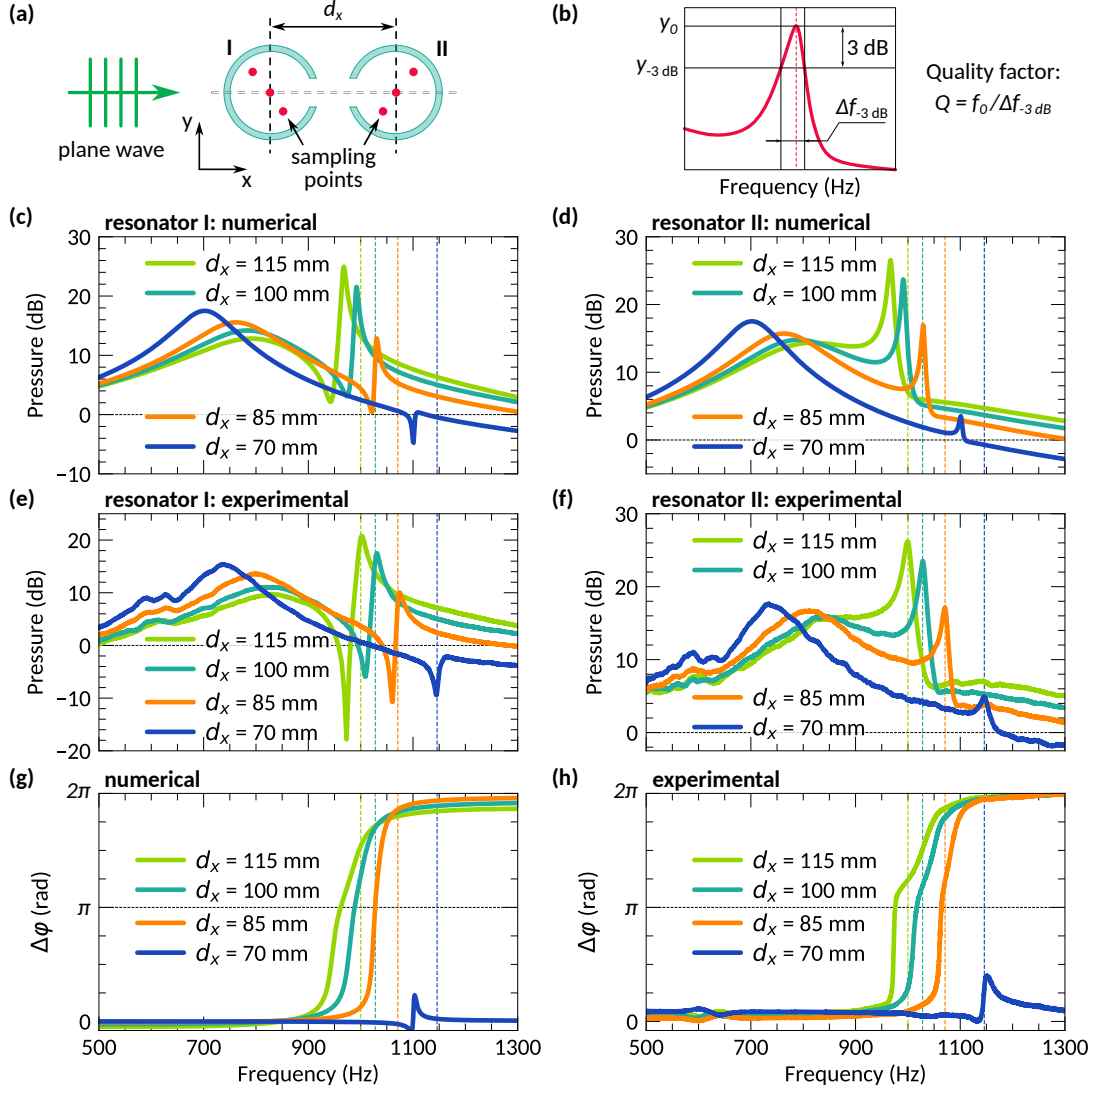 (a)
d_x
I
II
y
x
plane wave
sampling
points
(b)
y_0
y_-3 dB
3 dB
Δf_-3 dB
Frequency (Hz)
Quality factor:
Q = f_0/Δf_-3 dB
(c)
resonator I: numerical
30
20
10
0
−10
Pressure (dB)
d_x = 115 mm
d_x = 100 mm
d_x = 85 mm
d_x = 70 mm
(d)
resonator II: numerical
30
20
10
0
Pressure (dB)
d_x = 115 mm
d_x = 100 mm
d_x = 85 mm
d_x = 70 mm
(e)
resonator I: experimental
20
10
0
−10
−20
Pressure (dB)
d_x = 115 mm
d_x = 100 mm
d_x = 85 mm
d_x = 70 mm
(f)
resonator II: experimental
30
20
10
0
Pressure (dB)
d_x = 115 mm
d_x = 100 mm
d_x = 85 mm
d_x = 70 mm
(g)
numerical
2π
π
0
Δφ (rad)
d_x = 115 mm
d_x = 100 mm
d_x = 85 mm
d_x = 70 mm
500 700 900 1100 1300
Frequency (Hz)
(h)
experimental
2π
π
0
Δφ (rad)
d_x = 115 mm
d_x = 100 mm
d_x = 85 mm
d_x = 70 mm
500 700 900 1100 1300
Frequency (Hz)